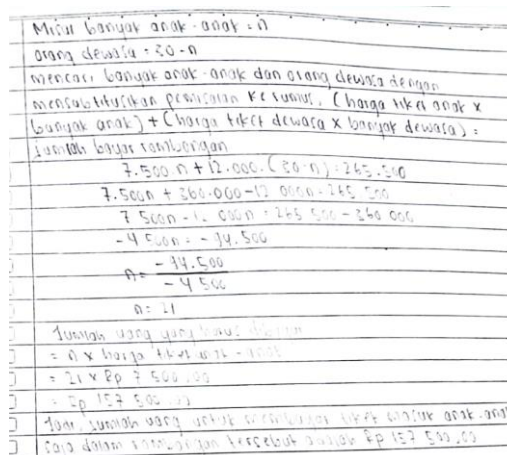 Misal banyak anak-anak = n
orang dewasa = 30-n
mencari banyak anak-anak dan orang dewasa dengan
mensubtitusikan pemisalan ke rumus. (harga tiket anak x
banyak anak) + (harga tiket dewasa x banyak dewasa) =
jumlah bayar rombongan
7.500 n + 12.000. (30-n) = 265.500
7.500n + 360.000-12 000n = 265 500
7 500n - 12 000n = 265 500 - 360 000
-4 500n = -94.500
n = -94.500
-4 500
n = 21
Jumlah uang yang harus
= n x harga tiket anak-anak
= 21 x Rp 7 500,00
= Rp 157 500,00
Jadi, jumlah uang untuk membayar tiket masuk anak-anak
saja dalam rombongan tersebut adalah Rp 157 500,00